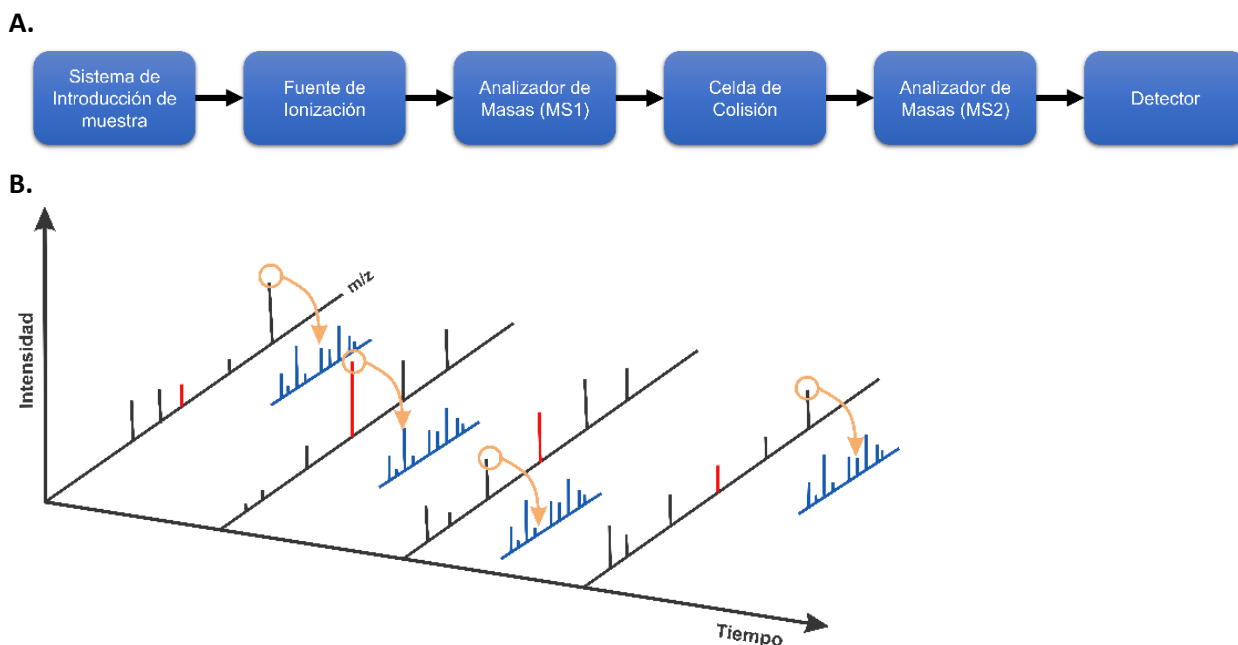 A.
Sistema de
Introducción de
muestra
Fuente de
Ionización
Analizador de
Masas (MS1)
Celda de
Colisión
Analizador de
Masas (MS2)
Detector
B.
Intensidad
m/z
Tiempo